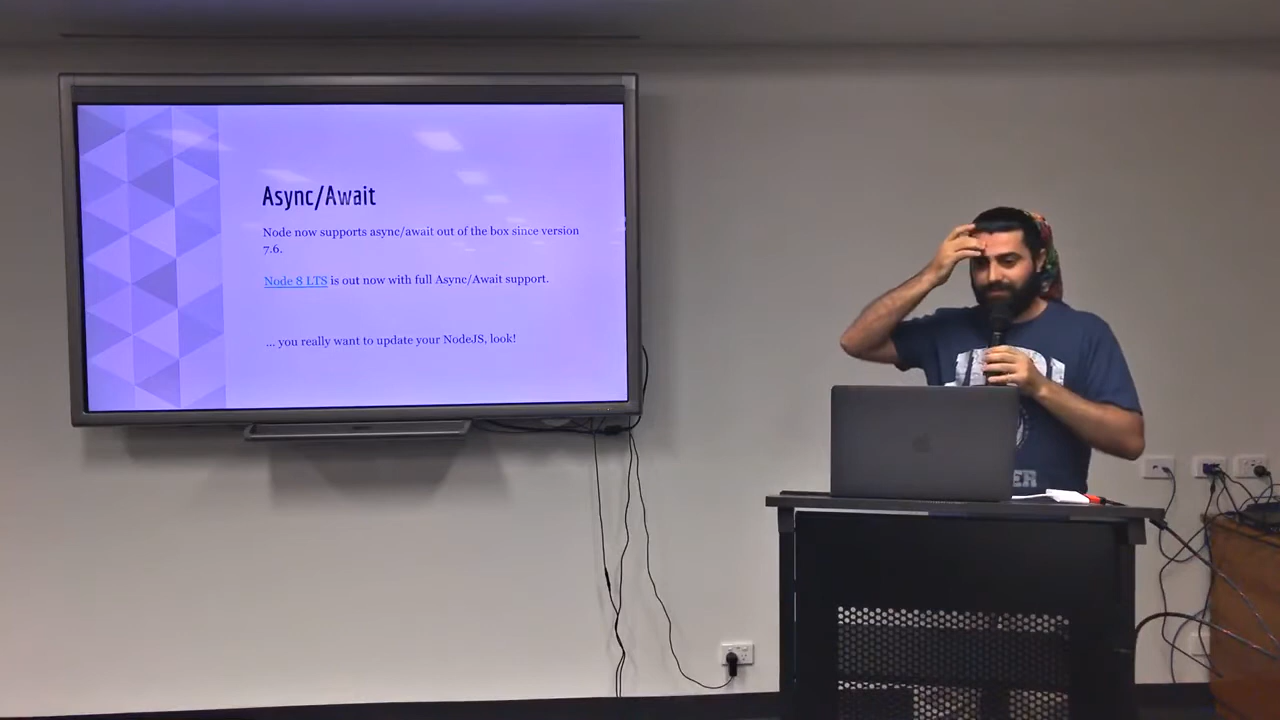 Async/Await
Node now supports async/await out of the box since version
7.6.
Node 8 LTS is out now with full Async/Await support.
... you really want to update your NodeJS, look!